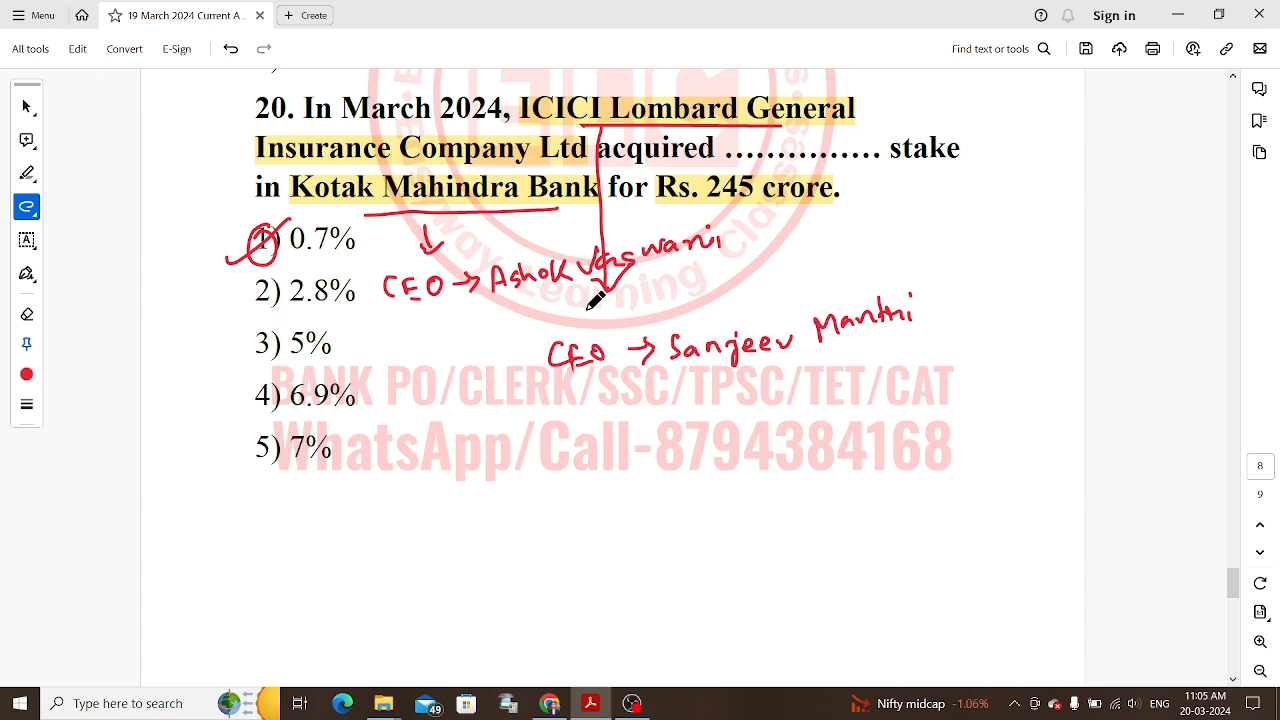 Menu
19 March 2024 Current A...
Create
Sign in
All tools
Edit
Convert
E-Sign
Find text or tools
20. In March 2024, ICICI Lombard General
Insurance Company Ltd acquired …………… stake
in Kotak Mahindra Bank for Rs. 245 crore.
1) 0.7%
CEO → Ashok Vaswani
2) 2.8%
Learning
CEO → Sanjeev Manthri
3) 5%
BANK PO/CLERK/SSC/TPSC/TET/CAT
4) 6.9%
WhatsApp/Call-8794384168
5) 7%
8
9
Type here to search
49
Nifty midcap -1.06%
ENG
11:05 AM
20-03-2024